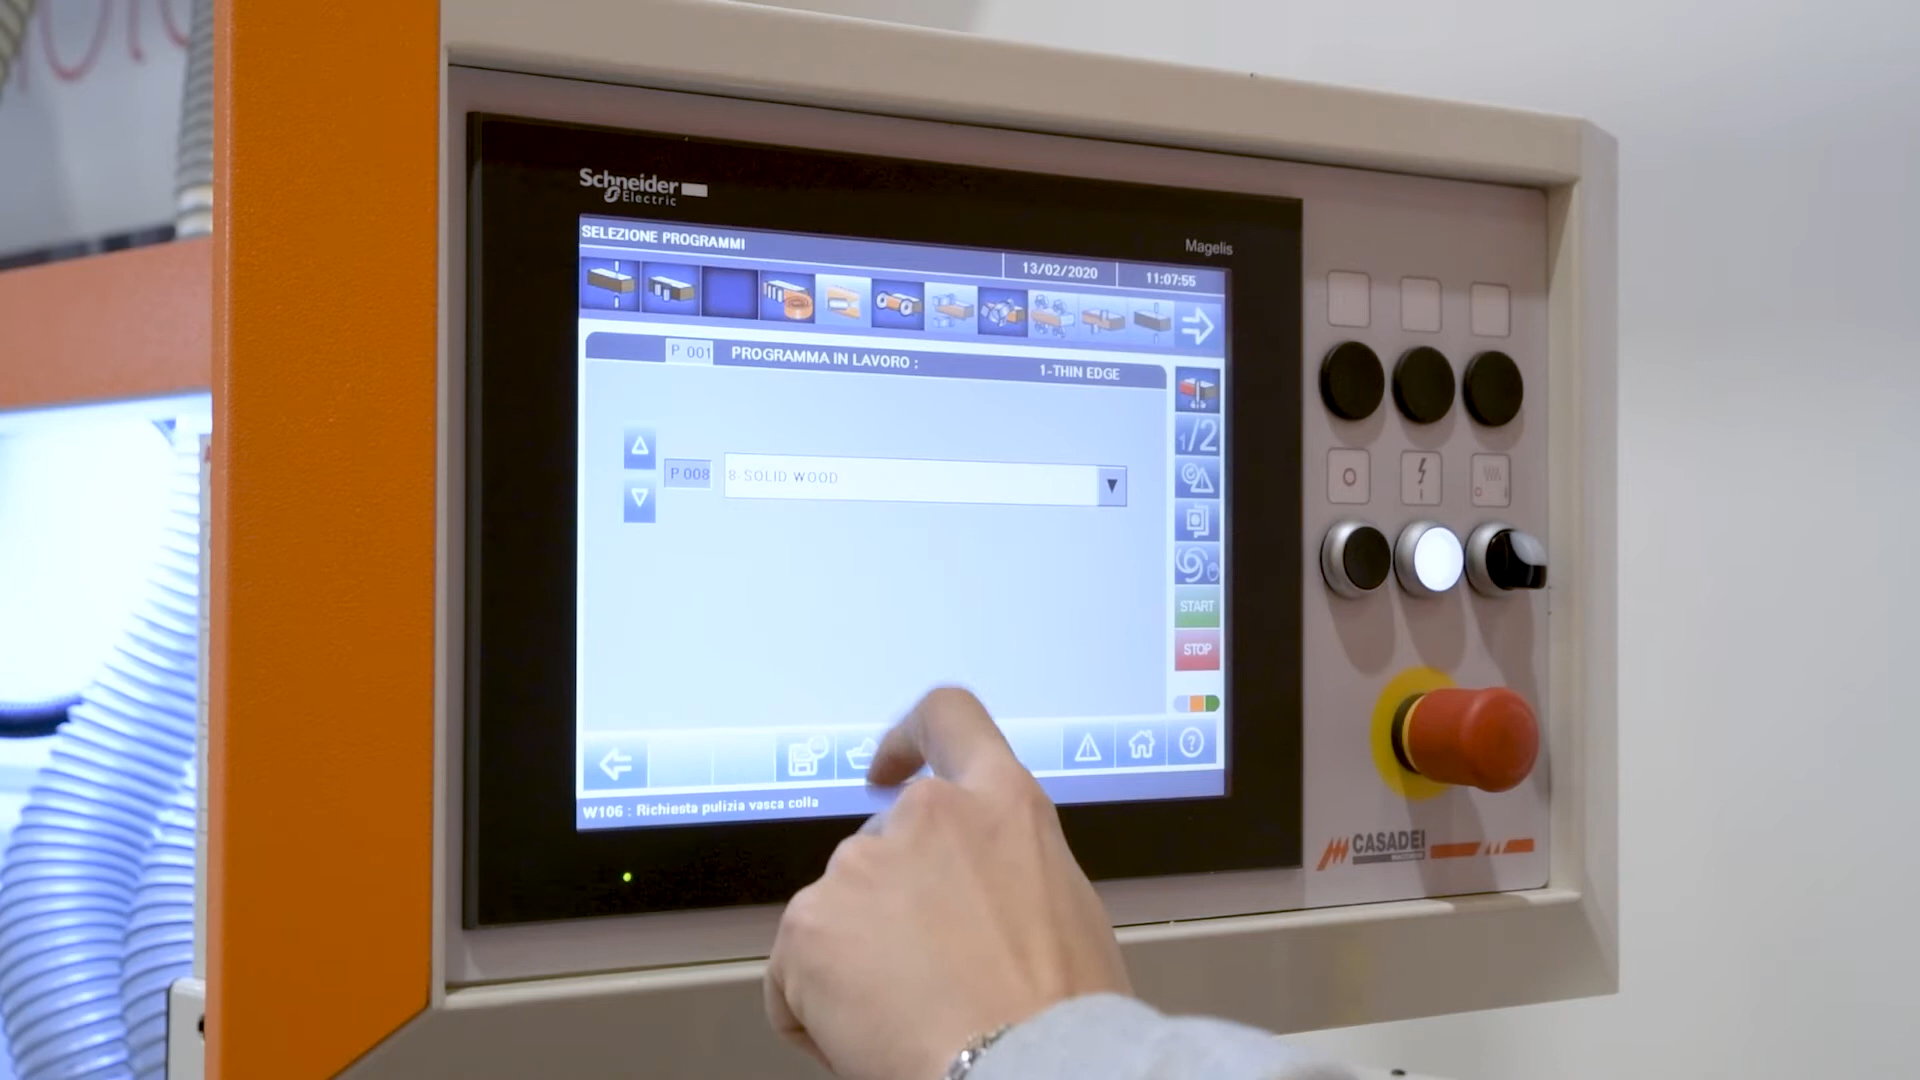 Schneider
Electric
Magelis
SELEZIONE PROGRAMMI
13/02/2020
11:07:55
P 001
PROGRAMMA IN LAVORO :
1-THIN EDGE
1/2
P 008
8-SOLID WOOD
START
STOP
?
W106 : Richiesta pulizia vasca colla
CASADEI